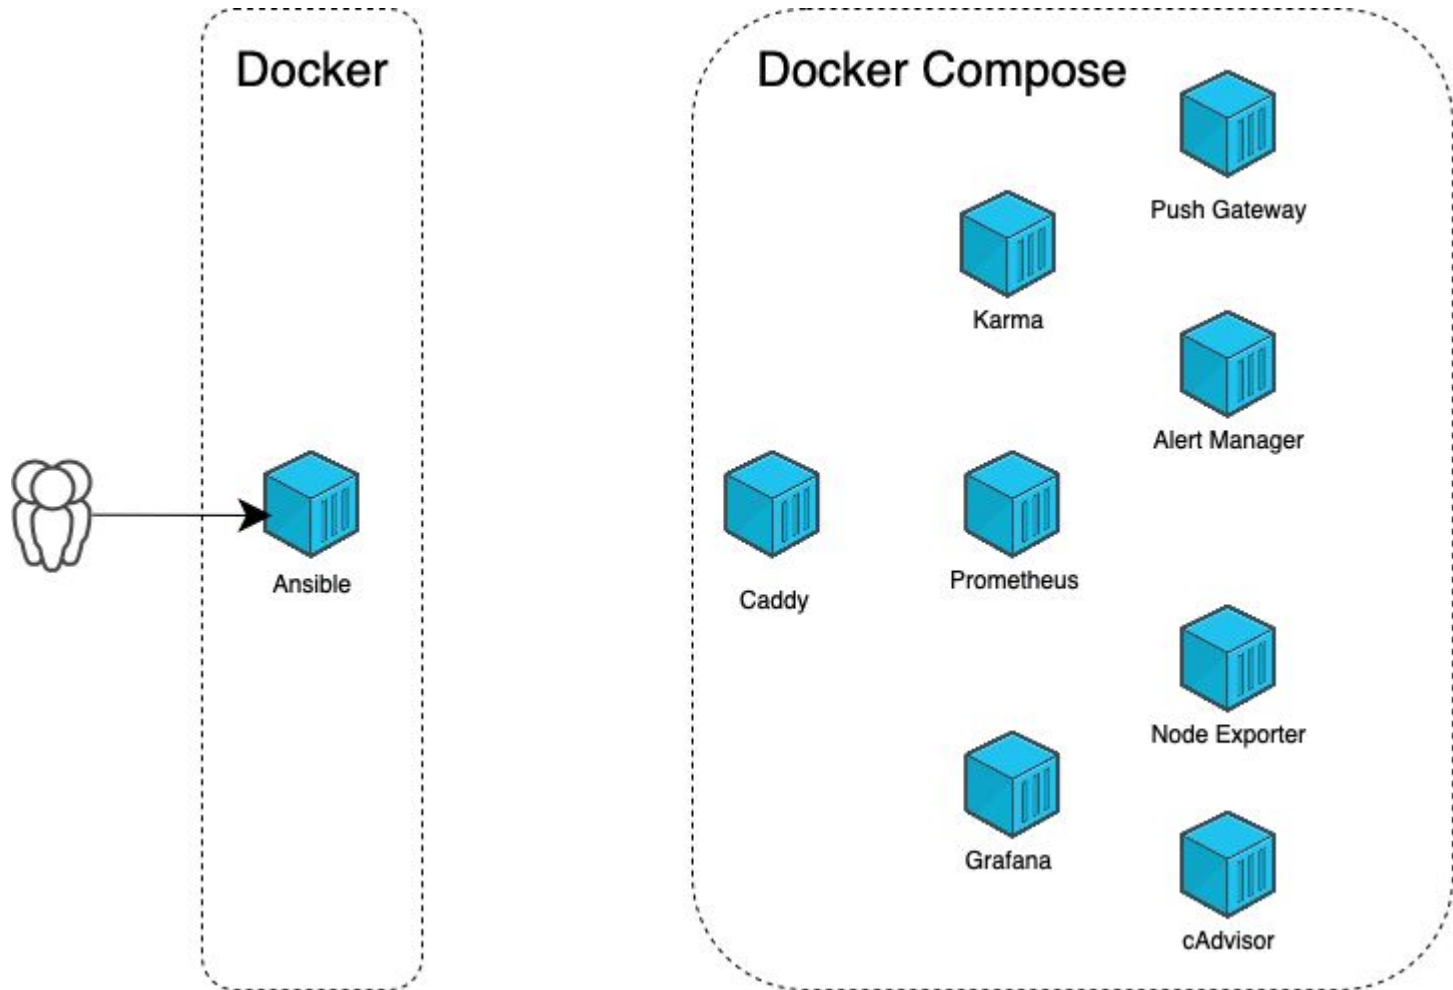 Docker
Docker Compose
Push Gateway
Karma
Alert Manager
Ansible
Caddy
Prometheus
Node Exporter
Grafana
cAdvisor